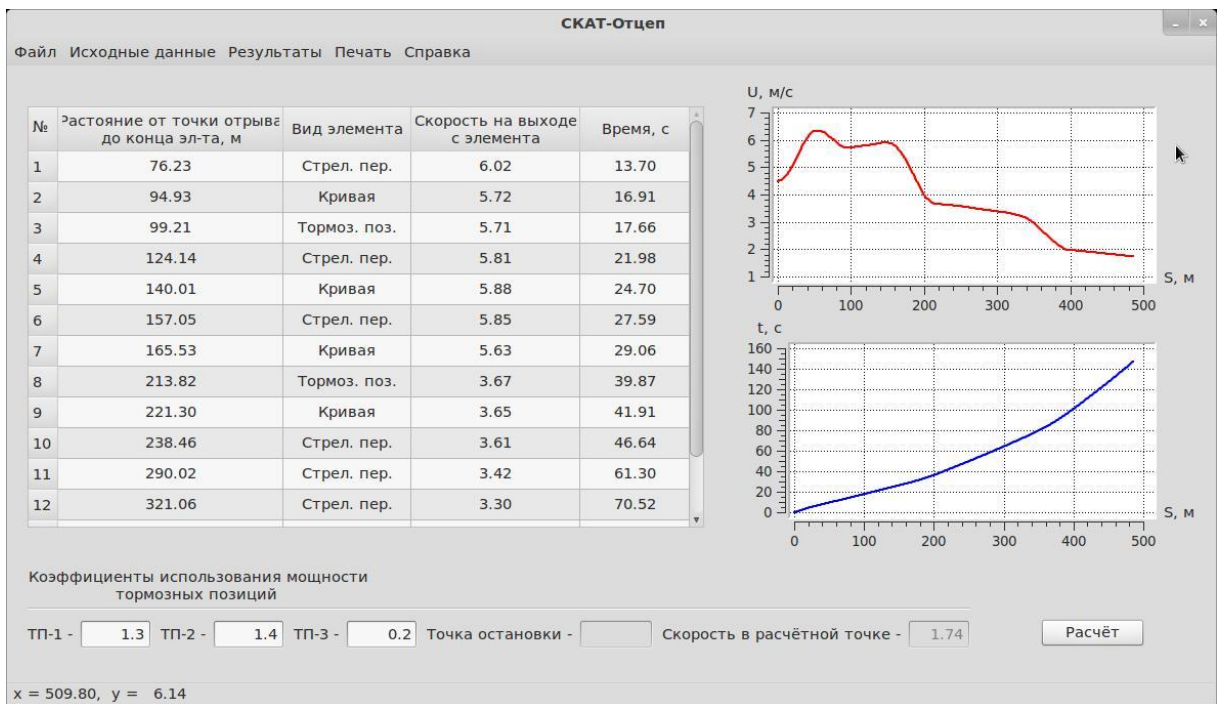 СКАТ-Отцеп
Файл Исходные данные Результаты Печать Справка
№ Растояние от точки отрыва до конца эл-та, м Вид элемента Скорость на выходе с элемента Время, с
1 76.23 Стрел. пер. 6.02 13.70
2 94.93 Кривая 5.72 16.91
3 99.21 Тормоз. поз. 5.71 17.66
4 124.14 Стрел. пер. 5.81 21.98
5 140.01 Кривая 5.88 24.70
6 157.05 Стрел. пер. 5.85 27.59
7 165.53 Кривая 5.63 29.06
8 213.82 Тормоз. поз. 3.67 39.87
9 221.30 Кривая 3.65 41.91
10 238.46 Стрел. пер. 3.61 46.64
11 290.02 Стрел. пер. 3.42 61.30
12 321.06 Стрел. пер. 3.30 70.52
U, м/с
7
6
5
4
3
2
1
S, м
0 100 200 300 400 500
t, с
160
140
120
100
80
60
40
20
0
S, м
0 100 200 300 400 500
Коэффициенты использования мощности
тормозных позиций
ТП-1 - 1.3 ТП-2 - 1.4 ТП-3 - 0.2 Точка остановки - Скорость в расчётной точке - 1.74 Расчёт
x = 509.80, y = 6.14